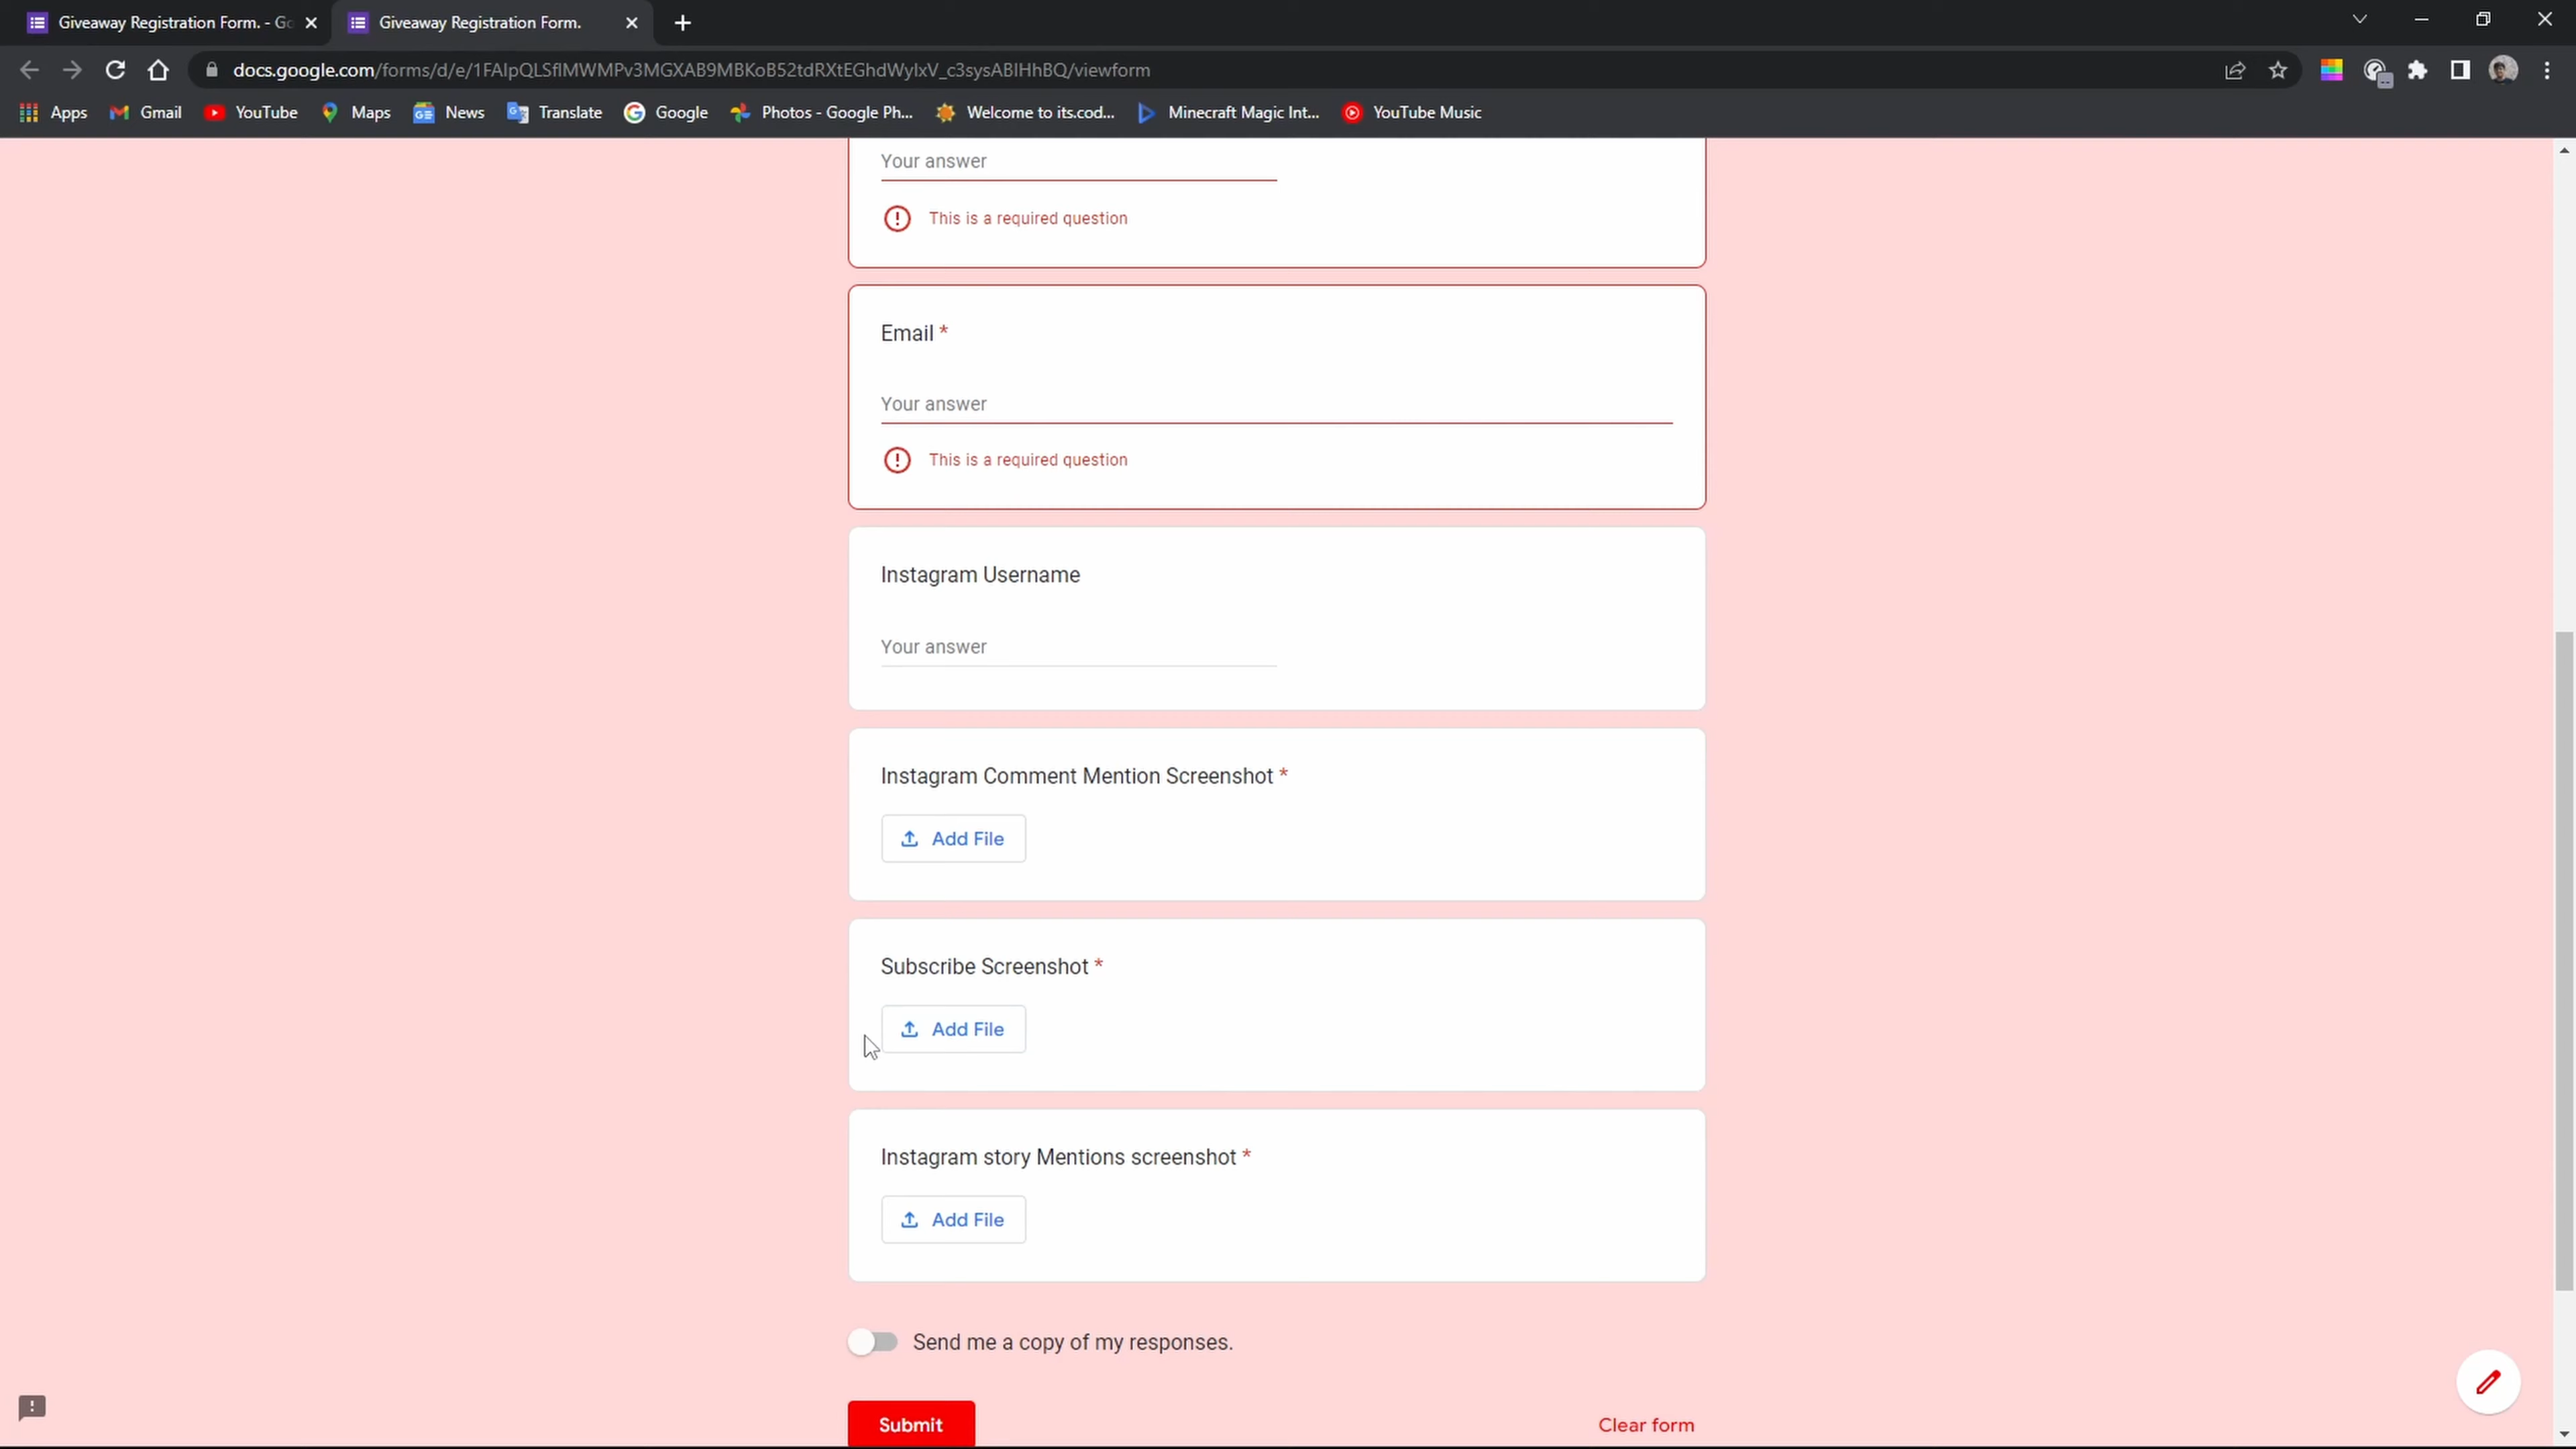 Giveaway Registration Form. - Go
Giveaway Registration Form.
docs.google.com/forms/d/e/1FAIpQLSflMWMPv3MGXAB9MBKoB52tdRXtEGhdWylxV_c3sysABIHhBQ/viewform
Apps Gmail YouTube Maps News Translate Google Photos - Google Ph... Welcome to its.cod... Minecraft Magic Int... YouTube Music
Your answer
This is a required question
Email *
Your answer
This is a required question
Instagram Username
Your answer
Instagram Comment Mention Screenshot *
Add File
Subscribe Screenshot *
Add File
Instagram story Mentions screenshot *
Add File
Send me a copy of my responses.
Submit
Clear form